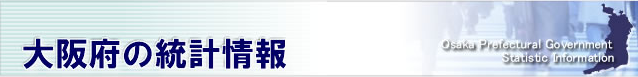 大阪府の統計情報
Osaka Prefectural Government
Statistic Information